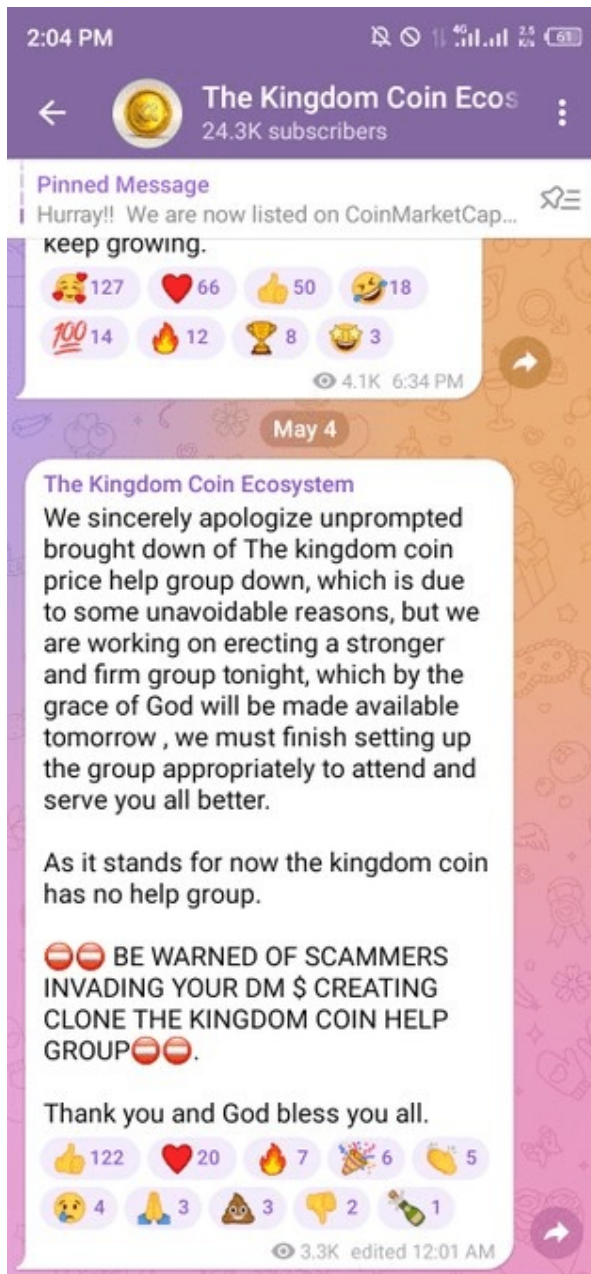 2:04 PM
4G
2.5
K/s
61
The Kingdom Coin Ecos
24.3K subscribers
Pinned Message
Hurray!! We are now listed on CoinMarketCap...
keep growing.
127 66 50 18
100 14 12 8 3
4.1K 6:34 PM
May 4
The Kingdom Coin Ecosystem
We sincerely apologize unprompted
brought down of The kingdom coin
price help group down, which is due
to some unavoidable reasons, but we
are working on erecting a stronger
and firm group tonight, which by the
grace of God will be made available
tomorrow , we must finish setting up
the group appropriately to attend and
serve you all better.
As it stands for now the kingdom coin
has no help group.
⛔⛔ BE WARNED OF SCAMMERS
INVADING YOUR DM $ CREATING
CLONE THE KINGDOM COIN HELP
GROUP⛔⛔.
Thank you and God bless you all.
122 20 7 6 5
4 3 3 2 1
3.3K edited 12:01 AM